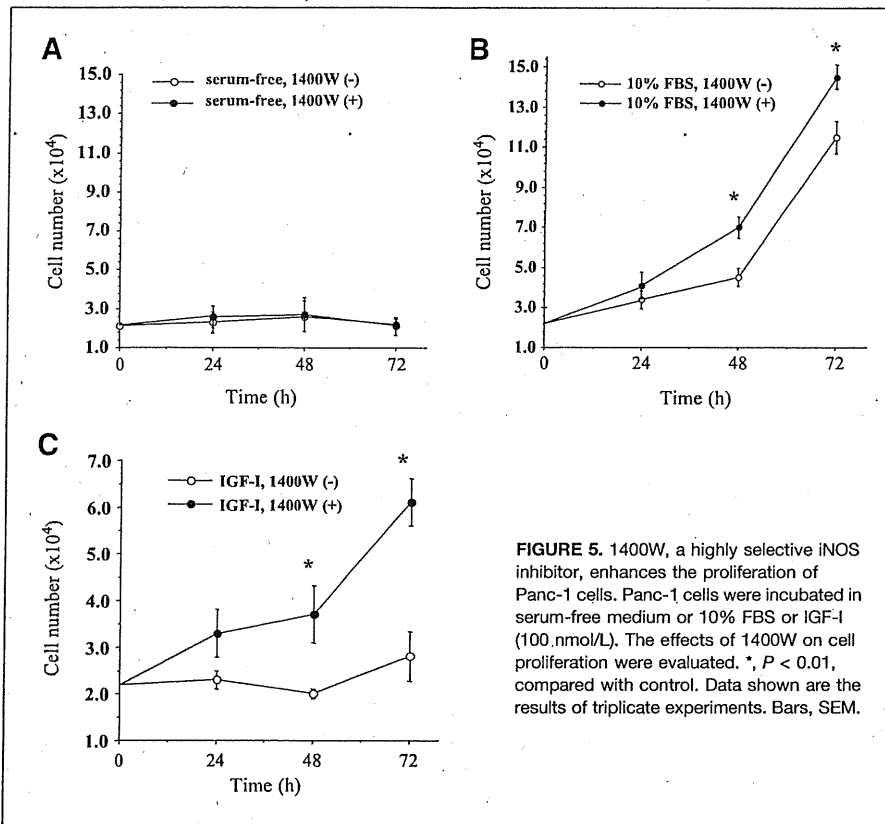 A
serum-free, 1400W (-)
serum-free, 1400W (+)
15.0
13.0
11.0
9.0
7.0
5.0
3.0
1.0
Cell number (x10⁴)
0 24 48 72
Time (h)
B
*
10% FBS, 1400W (-)
10% FBS, 1400W (+)
*
15.0
13.0
11.0
9.0
7.0
5.0
3.0
1.0
Cell number (x10⁴)
0 24 48 72
Time (h)
C
*
IGF-I, 1400W (-)
IGF-I, 1400W (+)
*
7.0
6.0
5.0
4.0
3.0
2.0
1.0
Cell number (x10⁴)
0 24 48 72
Time (h)
FIGURE 5. 1400W, a highly selective iNOS
inhibitor, enhances the proliferation of
Panc-1 cells. Panc-1 cells were incubated in
serum-free medium or 10% FBS or IGF-I
(100 nmol/L). The effects of 1400W on cell
proliferation were evaluated. *, P < 0.01,
compared with control. Data shown are the
results of triplicate experiments. Bars, SEM.